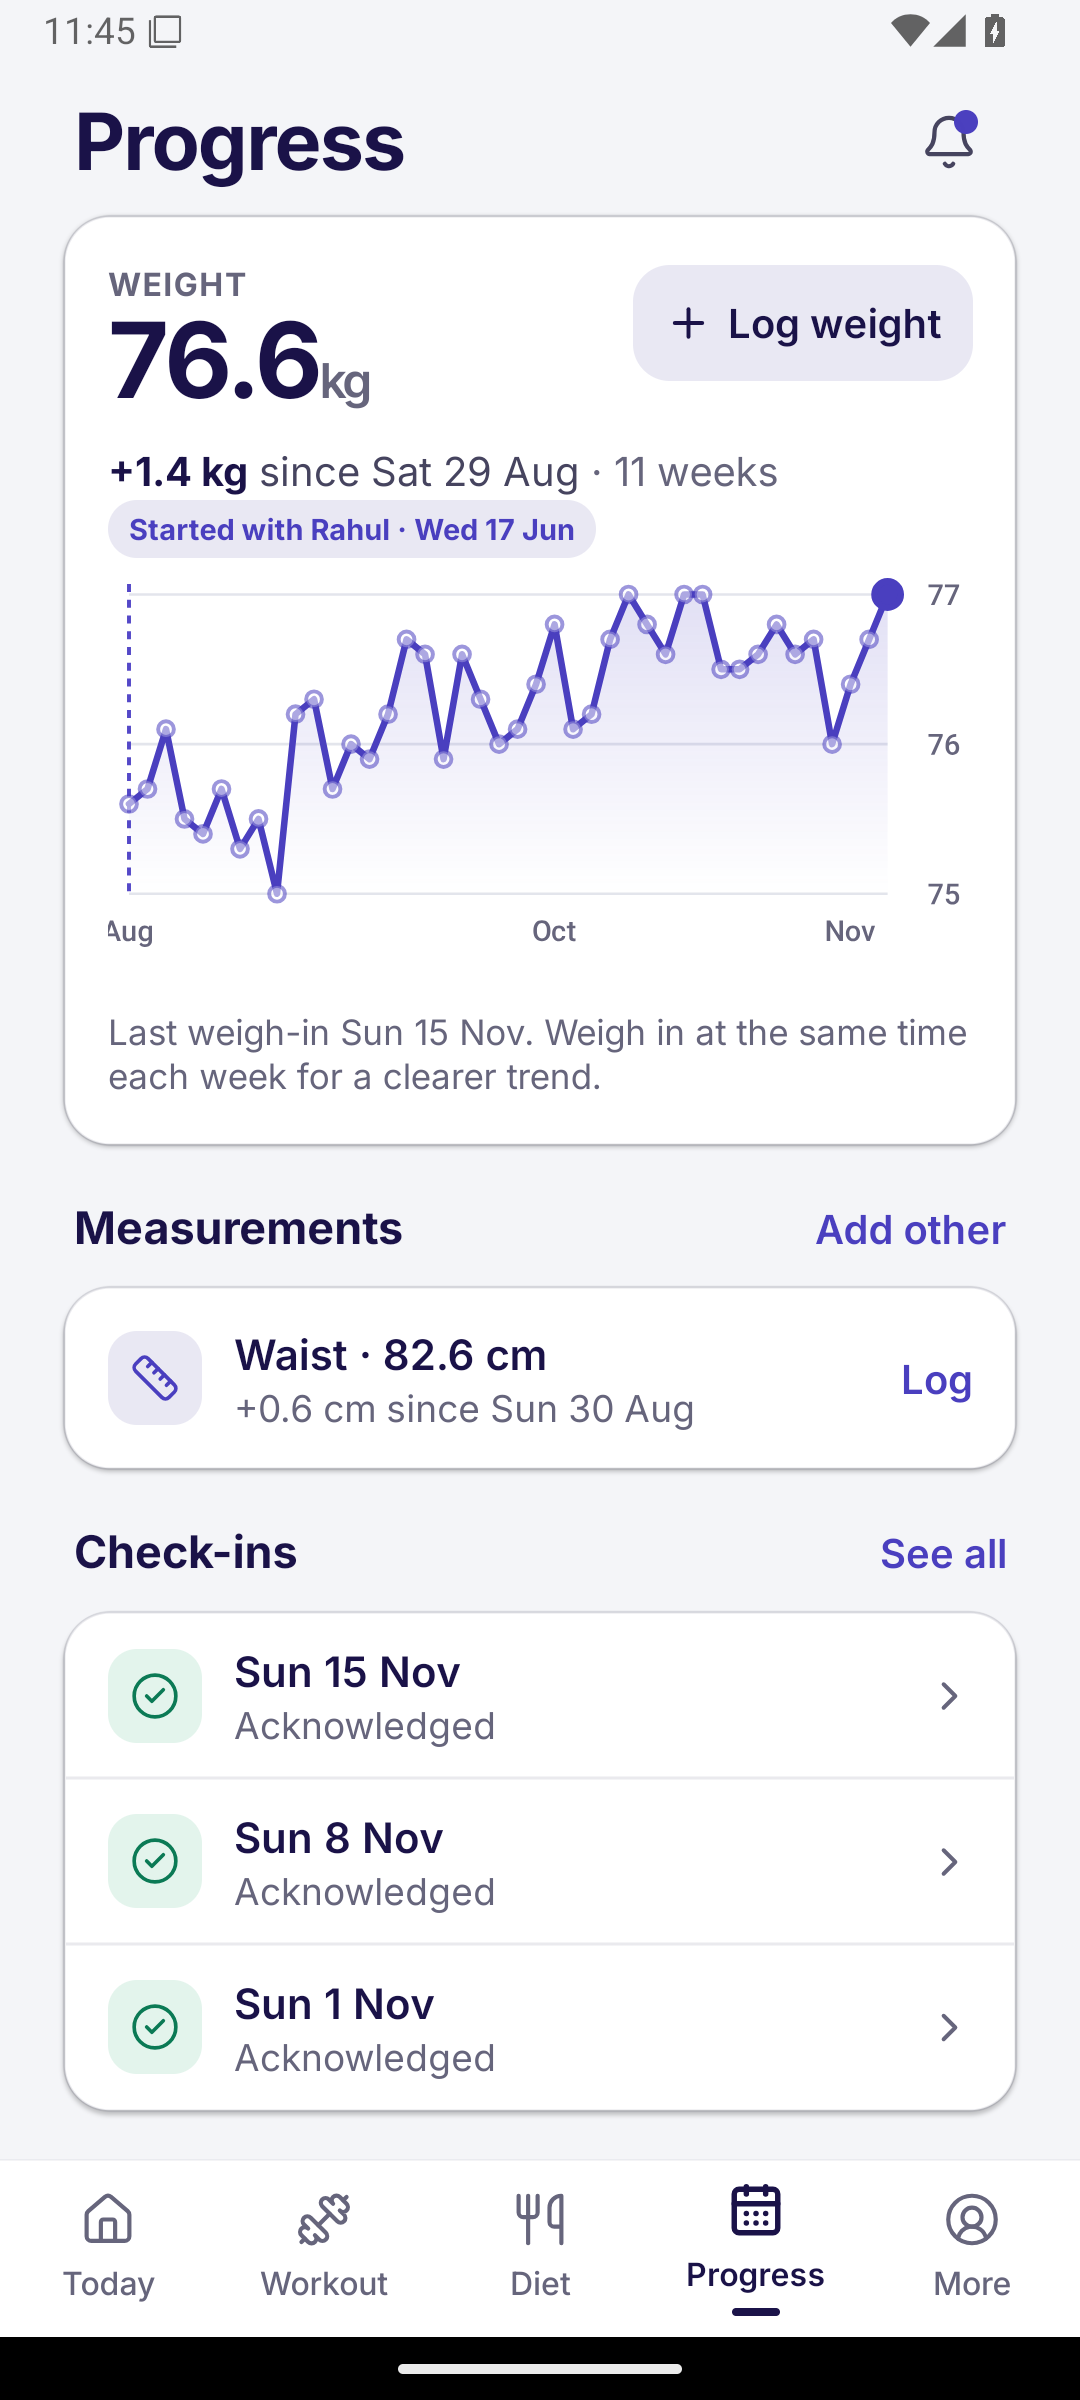 11:45
Progress
WEIGHT
76.6kg
+ Log weight
+1.4 kg since Sat 29 Aug · 11 weeks
Started with Rahul · Wed 17 Jun
77
76
75
Aug Oct Nov
Last weigh-in Sun 15 Nov. Weigh in at the same time
each week for a clearer trend.
Measurements
Add other
Waist · 82.6 cm
+0.6 cm since Sun 30 Aug
Log
Check-ins
See all
Sun 15 Nov
Acknowledged
Sun 8 Nov
Acknowledged
Sun 1 Nov
Acknowledged
Today
Workout
Diet
Progress
More